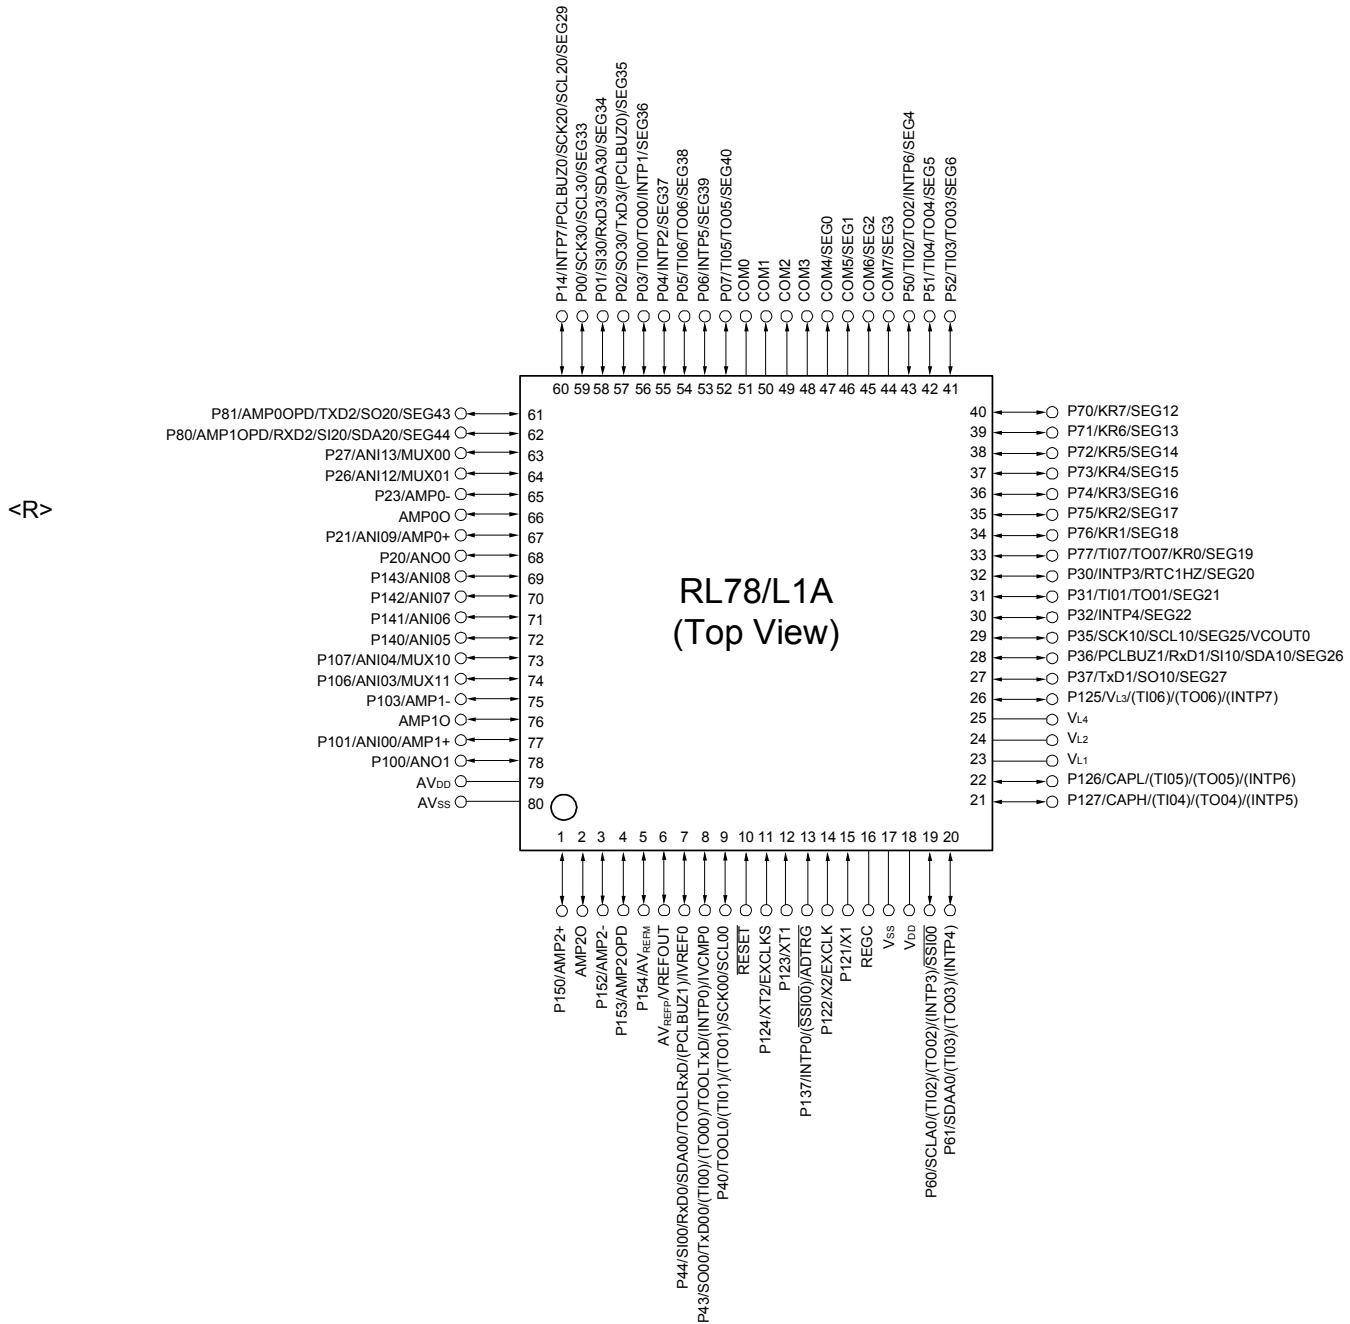 P14/INTP7/PCLBUZ0/SCK20/SCL20/SEG29
P00/SCK30/SCL30/SEG33
P01/SI30/RxD3/SDA30/SEG34
P02/SO30/TxD3/(PCLBUZ0)/SEG35
P03/TI00/TO00/INTP1/SEG36
P04/INTP2/SEG37
P05/TI06/TO06/SEG38
P06/INTP5/SEG39
P07/TI05/TO05/SEG40
COM0
COM1
COM2
COM3
COM4/SEG0
COM5/SEG1
COM6/SEG2
COM7/SEG3
P50/TI02/TO02/INTP6/SEG4
P51/TI04/TO04/SEG5
P52/TI03/TO03/SEG6
60 59 58 57 56 55 54 53 52 51 50 49 48 47 46 45 44 43 42 41
P81/AMP0OPD/TXD2/SO20/SEG43 61
P80/AMP1OPD/RXD2/SI20/SDA20/SEG44 62
P27/ANI13/MUX00 63
P26/ANI12/MUX01 64
P23/AMP0- 65
AMP0O 66
P21/ANI09/AMP0+ 67
P20/ANO0 68
P143/ANI08 69
P142/ANI07 70
P141/ANI06 71
P140/ANI05 72
P107/ANI04/MUX10 73
P106/ANI03/MUX11 74
P103/AMP1- 75
AMP1O 76
P101/ANI00/AMP1+ 77
P100/ANO1 78
AVDD 79
AVSS 80
<R>
RL78/L1A
(Top View)
40 P70/KR7/SEG12
39 P71/KR6/SEG13
38 P72/KR5/SEG14
37 P73/KR4/SEG15
36 P74/KR3/SEG16
35 P75/KR2/SEG17
34 P76/KR1/SEG18
33 P77/TI07/TO07/KR0/SEG19
32 P30/INTP3/RTC1HZ/SEG20
31 P31/TI01/TO01/SEG21
30 P32/INTP4/SEG22
29 P35/SCK10/SCL10/SEG25/VCOUT0
28 P36/PCLBUZ1/RxD1/SI10/SDA10/SEG26
27 P37/TxD1/SO10/SEG27
26 P125/VL3/(TI06)/(TO06)/(INTP7)
25 VL4
24 VL2
23 VL1
22 P126/CAPL/(TI05)/(TO05)/(INTP6)
21 P127/CAPH/(TI04)/(TO04)/(INTP5)
1 2 3 4 5 6 7 8 9 10 11 12 13 14 15 16 17 18 19 20
P150/AMP2+
AMP2O
P152/AMP2-
P153/AMP2OPD
P154/AVREFM
AVREFP/VREFOUT
P44/SI00/RxD0/SDA00/TOOLRxD/(PCLBUZ1)/IVREF0
P43/SO00/TxD00/(TI00)/(TO00)/TOOLTxD/(INTP0)/IVCMP0
P40/TOOL0/(TI01)/(TO01)/SCK00/SCL00
RESET
P124/XT2/EXCLKS
P123/XT1
P137/INTP0/(SSI00)/ADTRG
P122/X2/EXCLK
P121/X1
REGC
VSS
VDD
P60/SCLA0/(TI02)/(TO02)/(INTP3)/SSI00
P61/SDAA0/(TI03)/(TO03)/(INTP4)